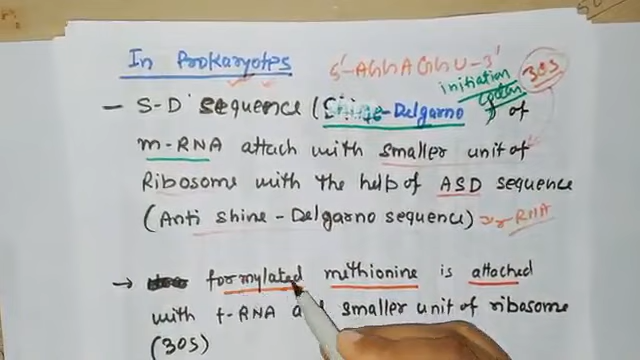 In Prokaryotes 5'-AGGAGGU-3'
initiation codon 30S
- S-D sequence (Shine-Delgarno) of
m-RNA attach with smaller unit of
Ribosome with the help of ASD sequence
(Anti shine-Delgarno sequence) r-RNA
→ formylated methionine is attached
with t-RNA smaller unit of ribosome
(30S)